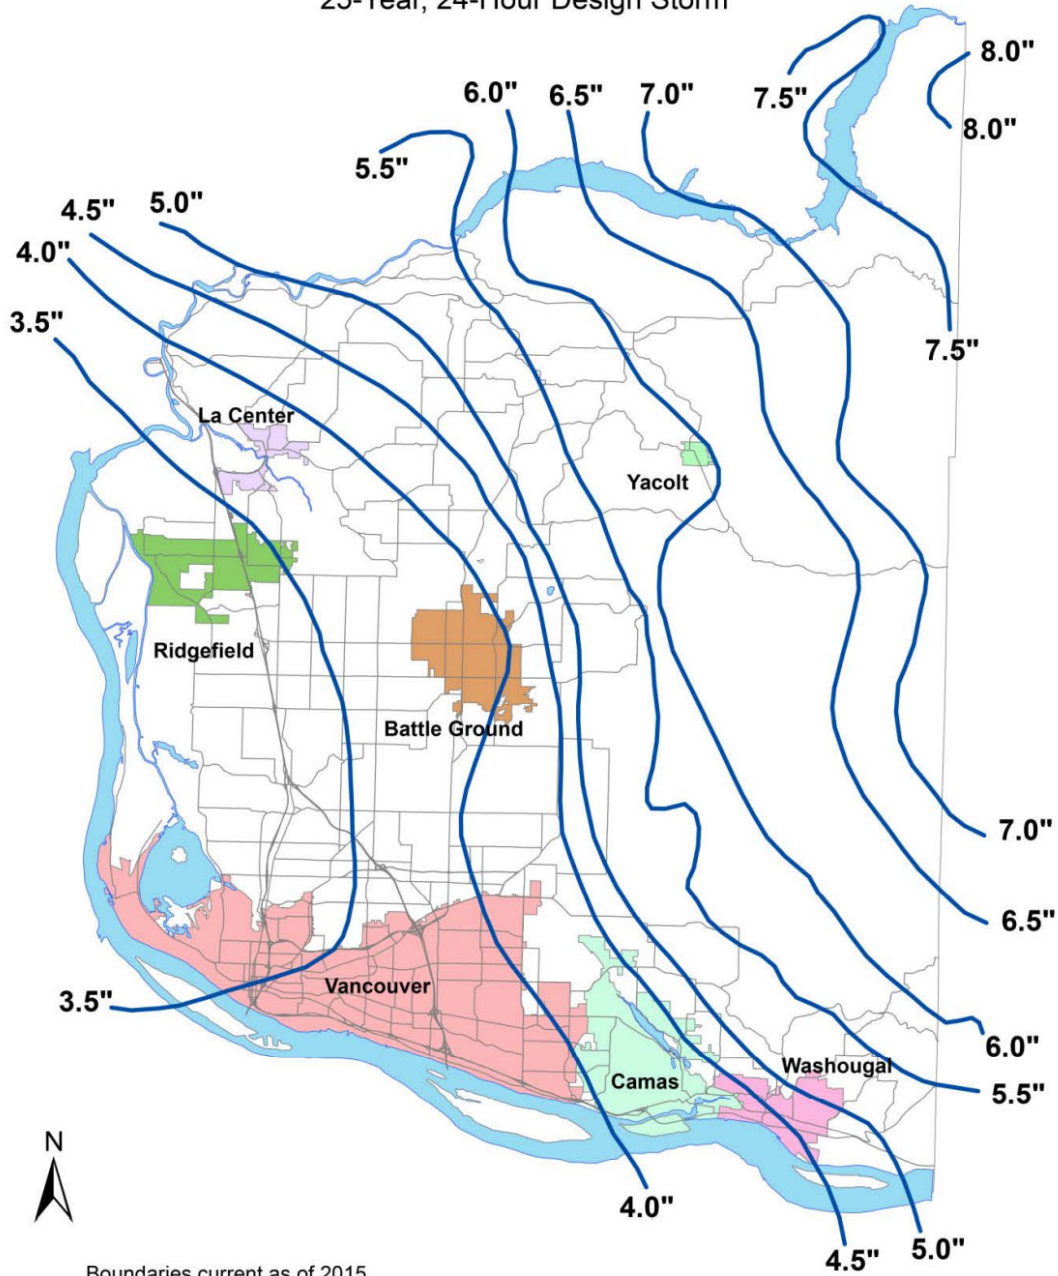 25-Year, 24-Hour Design Storm
8.0"
6.0"
6.5"
7.0"
7.5"
8.0"
5.5"
4.5"
5.0"
4.0"
3.5"
7.5"
La Center
Yacolt
Ridgefield
Battle Ground
7.0"
6.5"
Vancouver
3.5"
6.0"
Washougal
Camas
5.5"
N
4.0"
4.5"
5.0"
Boundaries current as of 2015